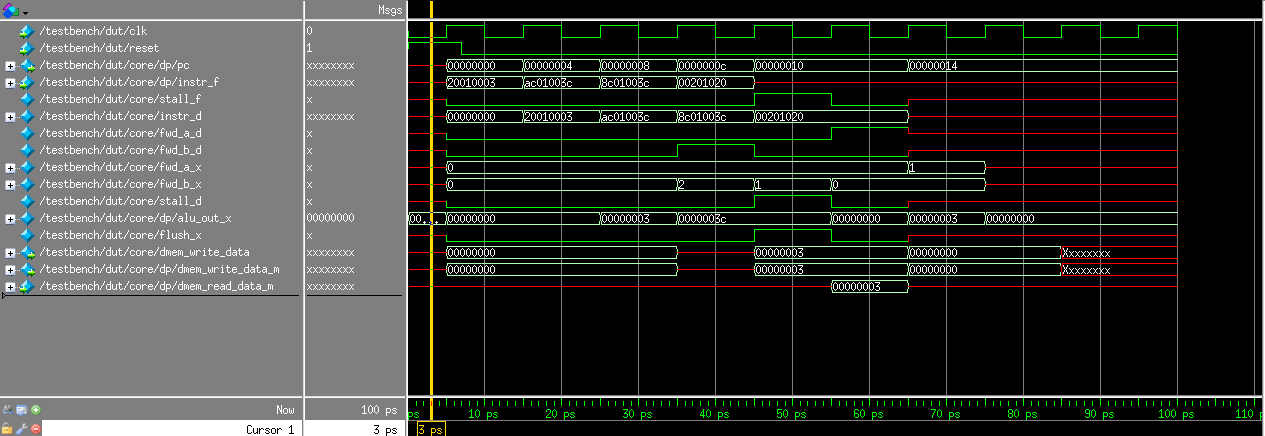 Msgs
/testbench/dut/clk 0
/testbench/dut/reset 1
/testbench/dut/core/dp/pc xxxxxxxx 00000000 00000004 00000008 0000000c 00000010 00000014
/testbench/dut/core/dp/instr_f xxxxxxxx 20010003 ac01003c 8c01003c 00201020
/testbench/dut/core/stall_f x
/testbench/dut/core/instr_d xxxxxxxx 00000000 20010003 ac01003c 8c01003c 00201020
/testbench/dut/core/fwd_a_d x
/testbench/dut/core/fwd_b_d x
/testbench/dut/core/fwd_a_x x 0 1
/testbench/dut/core/fwd_b_x x 0 2 1 0
/testbench/dut/core/stall_d x
/testbench/dut/core/dp/alu_out_x 00000000 00... 00000000 00000003 0000003c 00000000 00000003 00000000
/testbench/dut/core/flush_x x
/testbench/dut/core/dmem_write_data xxxxxxxx 00000000 00000003 00000000 Xxxxxxxx
/testbench/dut/core/dp/dmem_write_data_m xxxxxxxx 00000000 00000003 00000000 Xxxxxxxx
/testbench/dut/core/dp/dmem_read_data_m xxxxxxxx 00000003
Now 100 ps ps 10 ps 20 ps 30 ps 40 ps 50 ps 60 ps 70 ps 80 ps 90 ps 100 ps 110
Cursor 1 3 ps 3 ps